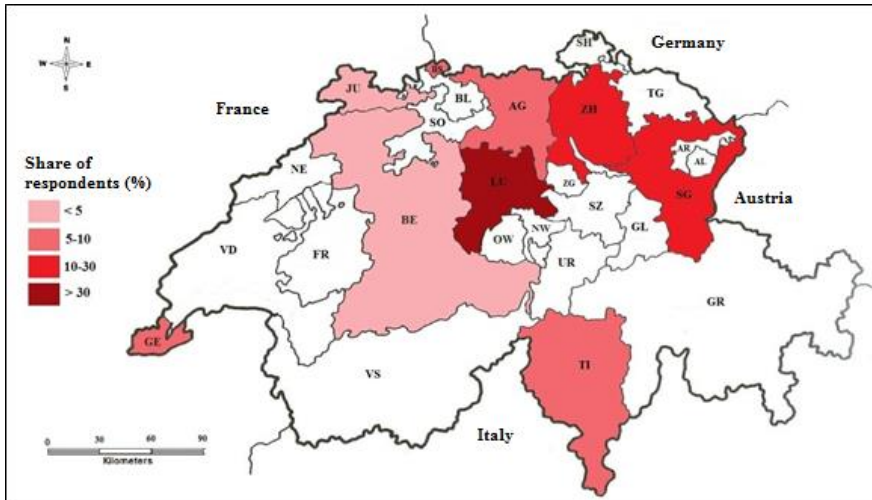 N
W E
S
SH
Germany
BS
JU
BL
AG
ZH
TG
France
SO
AR
AL
Share of
respondents (%)
NE
LU
ZG
SG
Austria
< 5
5-10
10-30
> 30
BE
SZ
VD
FR
OW
NW
GL
UR
GR
GE
VS
TI
Italy
0 30 60 90
Kilometers